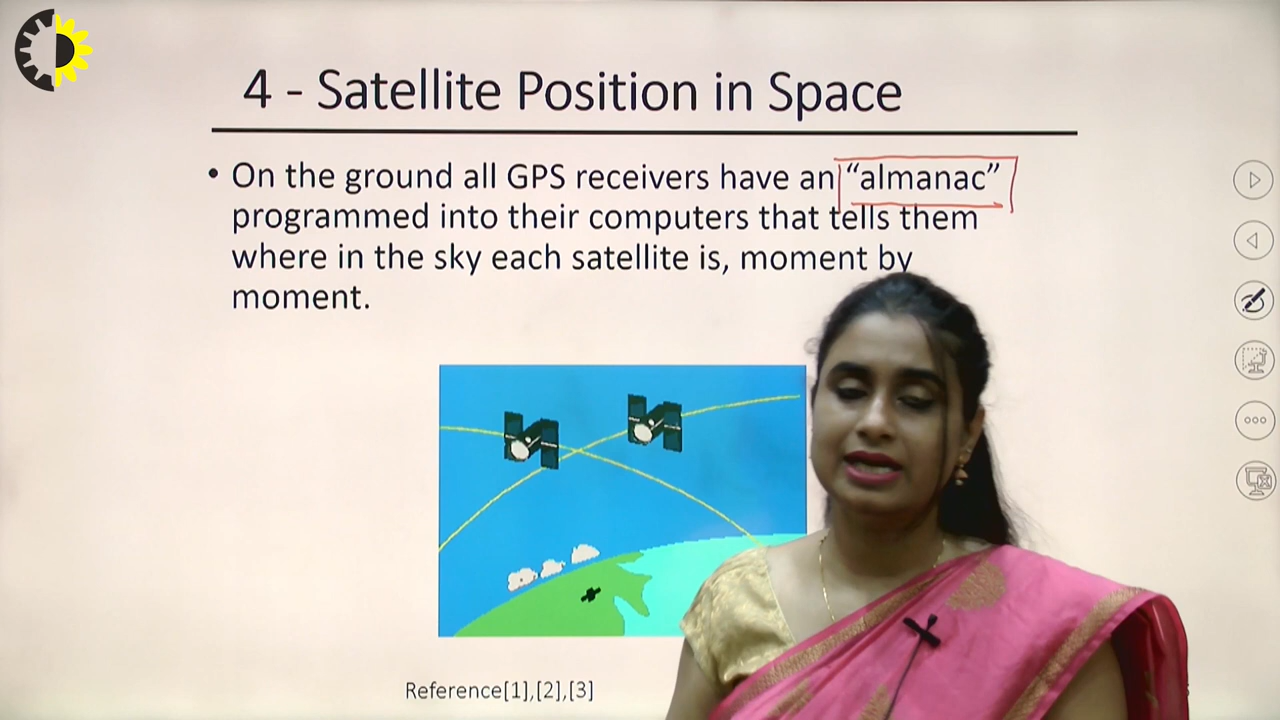 4 - Satellite Position in Space
• On the ground all GPS receivers have an “almanac”
programmed into their computers that tells them
where in the sky each satellite is, moment by
moment.
Reference[1],[2],[3]